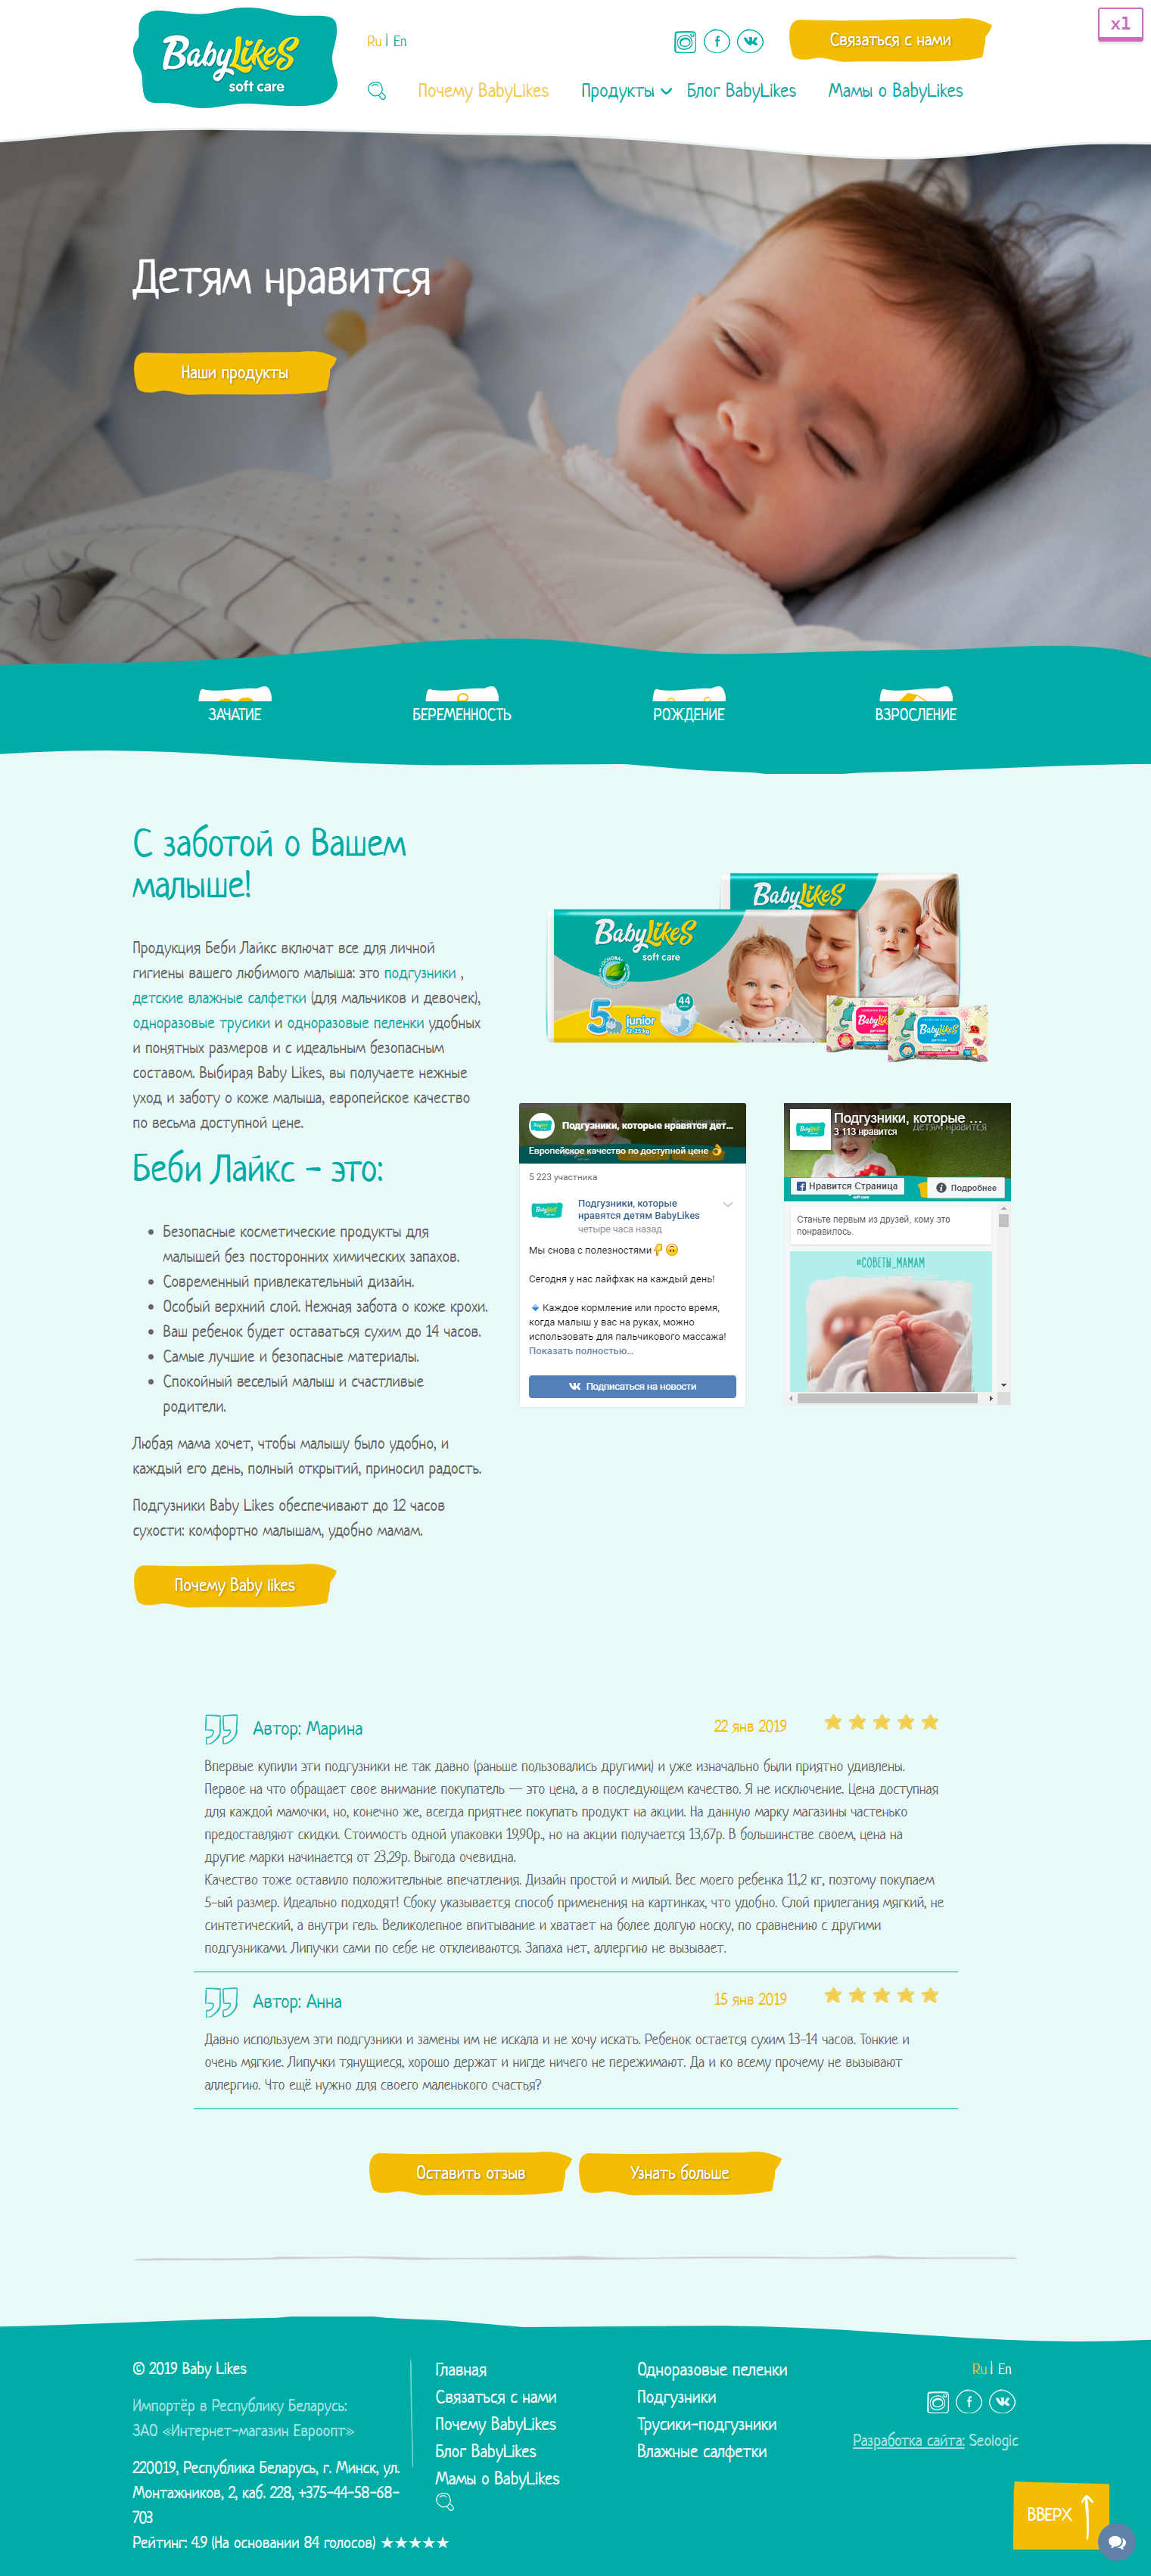 BabyLikes
soft care
Ru | En
Связаться с нами
x1
Почему BabyLikes
Продукты
Блог BabyLikes
Мамы о BabyLikes
Детям нравится
Наши продукты
ЗАЧАТИЕ
БЕРЕМЕННОСТЬ
РОЖДЕНИЕ
ВЗРОСЛЕНИЕ
С заботой о Вашем
малыше!
Продукция Беби Лайкс включат все для личной
гигиены вашего любимого малыша: это подгузники ,
детские влажные салфетки (для мальчиков и девочек),
одноразовые трусики и одноразовые пеленки удобных
и понятных размеров и с идеальным безопасным
составом. Выбирая Baby Likes, вы получаете нежные
уход и заботу о коже малыша, европейское качество
по весьма доступной цене.
Беби Лайкс - это:
Безопасные косметические продукты для
малышей без посторонних химических запахов.
Современный привлекательный дизайн.
Особый верхний слой. Нежная забота о коже крохи.
Ваш ребенок будет оставаться сухим до 14 часов.
Самые лучшие и безопасные материалы.
Спокойный веселый малыш и счастливые
родители.
Любая мама хочет, чтобы малышу было удобно, и
каждый его день, полный открытий, приносил радость.
Подгузники Baby Likes обеспечивают до 12 часов
сухости: комфортно малышам, удобно мамам.
Почему Baby likes
BabyLikes
BabyLikes
soft care
5
junior
12-25 kg
44
BabyLikes
BabyLikes
Подгузники, которые нравятся дет...
Европейское качество по доступной цене
5 223 участника
Подгузники, которые
нравятся детям BabyLikes
четыре часа назад
Мы снова с полезностями
Сегодня у нас лайфхак на каждый день!
Каждое кормление или просто время,
когда малыш у вас на руках, можно
использовать для пальчикового массажа!
Показать полностью...
Подписаться на новости
Подгузники, которые ...
3 113 нравится
Детям нравится
Нравится Страница
Подробнее
Станьте первым из друзей, кому это
понравилось.
#СОВЕТЫ_МАМАМ
Автор: Марина
22 янв 2019
Впервые купили эти подгузники не так давно (раньше пользовались другими) и уже изначально были приятно удивлены.
Первое на что обращает свое внимание покупатель — это цена, а в последующем качество. Я не исключение. Цена доступная
для каждой мамочки, но, конечно же, всегда приятнее покупать продукт на акции. На данную марку магазины частенько
предоставляют скидки. Стоимость одной упаковки 19,90р., но на акции получается 13,67р. В большинстве своем, цена на
другие марки начинается от 23,29р. Выгода очевидна.
Качество тоже оставило положительные впечатления. Дизайн простой и милый. Вес моего ребенка 11,2 кг, поэтому покупаем
5-ый размер. Идеально подходят! Сбоку указывается способ применения на картинках, что удобно. Слой прилегания мягкий, не
синтетический, а внутри гель. Великолепное впитывание и хватает на более долгую носку, по сравнению с другими
подгузниками. Липучки сами по себе не отклеиваются. Запаха нет, аллергию не вызывает.
Автор: Анна
15 янв 2019
Давно используем эти подгузники и замены им не искала и не хочу искать. Ребенок остается сухим 13-14 часов. Тонкие и
очень мягкие. Липучки тянущиеся, хорошо держат и нигде ничего не пережимают. Да и ко всему прочему не вызывают
аллергию. Что ещё нужно для своего маленького счастья?
Оставить отзыв
Узнать больше
© 2019 Baby Likes
Импортёр в Республику Беларусь:
ЗАО «Интернет-магазин Евроопт»
220019, Республика Беларусь, г. Минск, ул.
Монтажников, 2, каб. 228, +375-44-58-68-
703
Рейтинг: 4.9 (На основании 84 голосов) ★★★★★
Главная
Связаться с нами
Почему BabyLikes
Блог BabyLikes
Мамы о BabyLikes
Одноразовые пеленки
Подгузники
Трусики-подгузники
Влажные салфетки
Ru | En
Разработка сайта: Seologic
ВВЕРХ